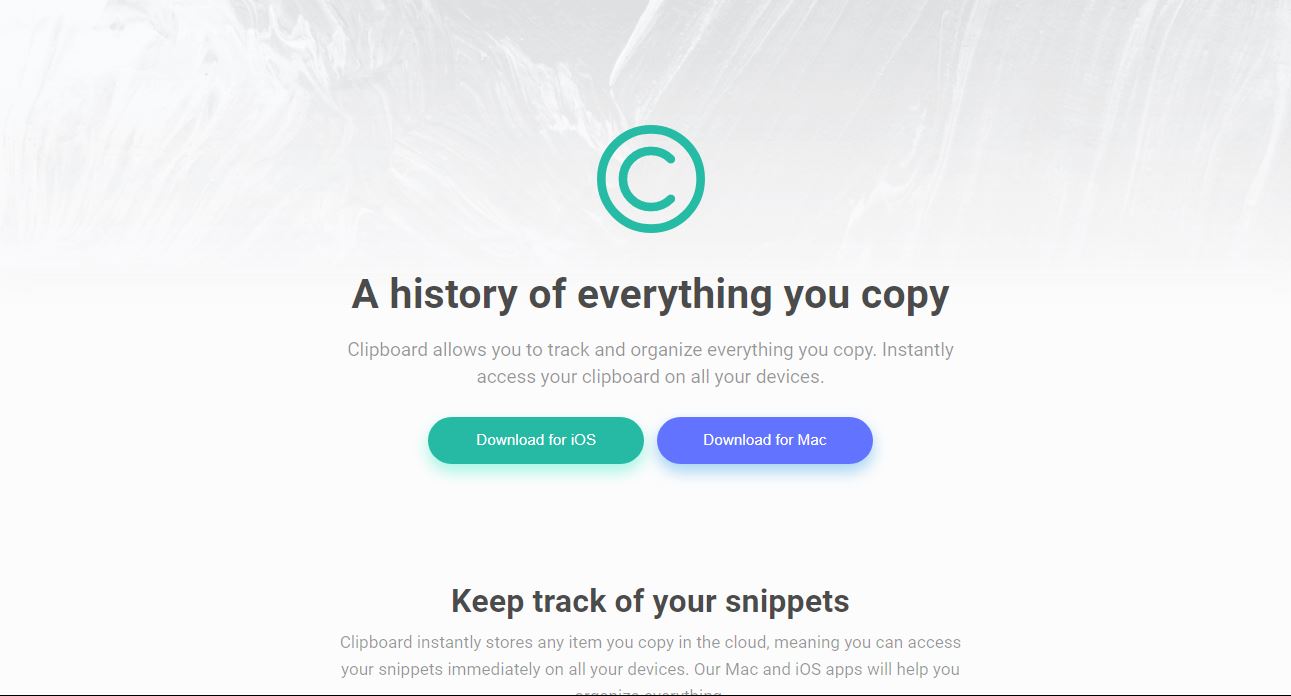 C
A history of everything you copy
Clipboard allows you to track and organize everything you copy. Instantly
access your clipboard on all your devices.
Download for iOS
Download for Mac
Keep track of your snippets
Clipboard instantly stores any item you copy in the cloud, meaning you can access
your snippets immediately on all your devices. Our Mac and iOS apps will help you
organize everything.